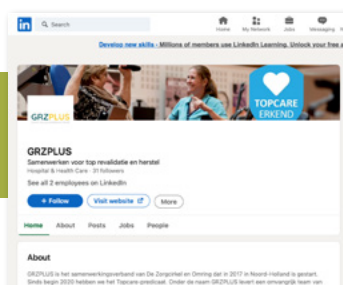 in Search
Home My Network Jobs Messaging
Develop new skills - Millions of members use LinkedIn Learning. Unlock your free a
TOPCARE
ERKEND
GRZPLUS
GRZPLUS
Samenwerken voor top revalidatie en herstel
Hospital & Health Care · 31 followers
See all 2 employees on LinkedIn
+ Follow Visit website More
Home About Posts Jobs People
About
GRZPLUS is het samenwerkingsverband van De Zorgcirkel en Omring dat in 2017 in Noord-Holland is gestart.
Sinds begin 2020 hebben we het Topcare-predicaat. Onder de naam GRZPLUS levert een omvangrijk team van